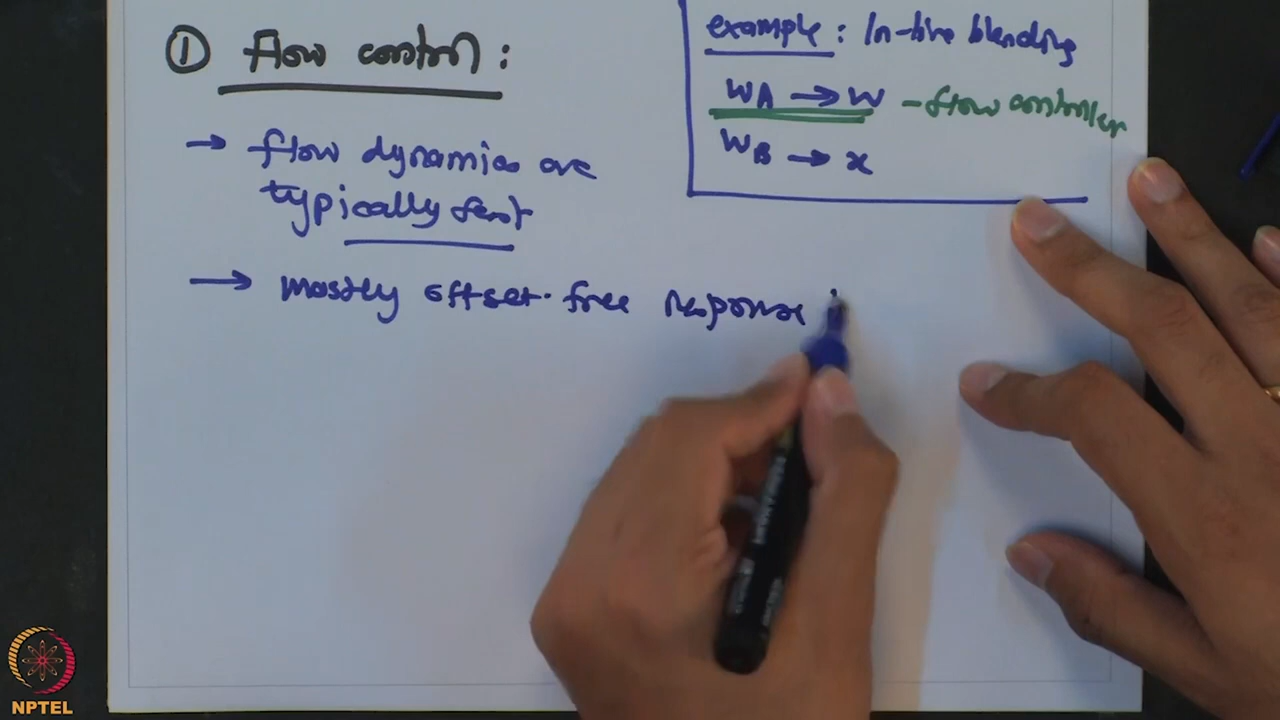 ① Flow control:
→ flow dynamics are
typically fast
→ mostly offset-free response
example: In-line blending
WA → W - flow controller
WB → x
NPTEL